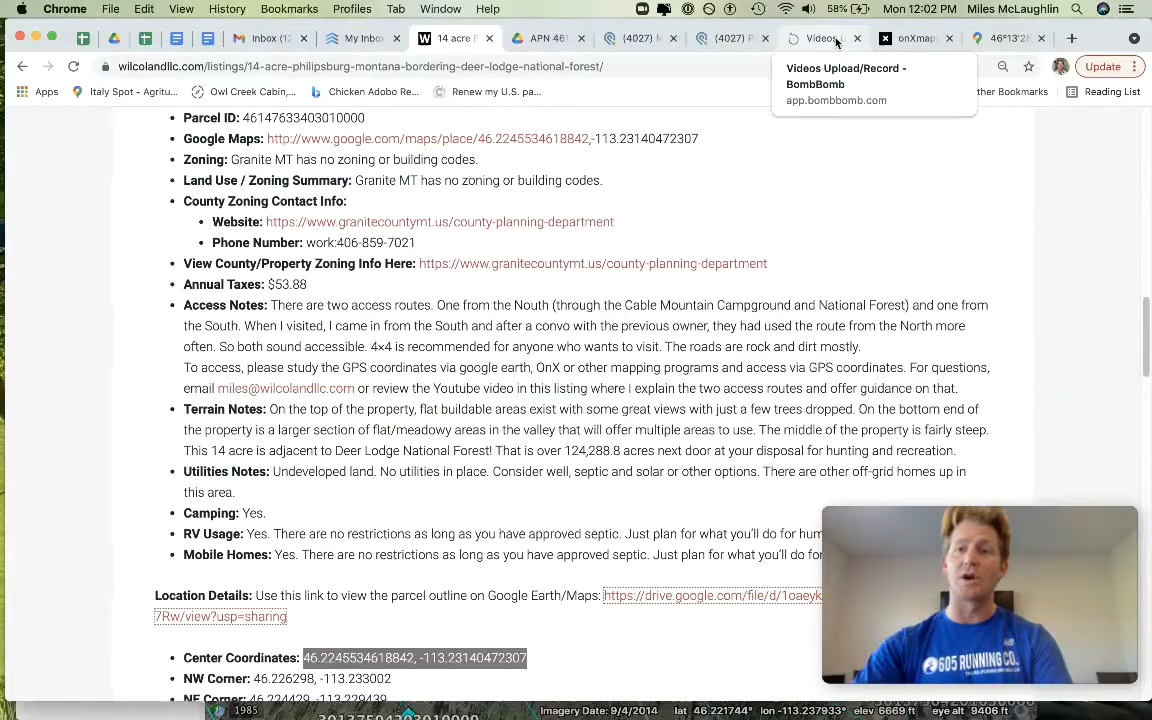 Chrome File Edit View History Bookmarks Profiles Tab Window Help 58% Mon 12:02 PM Miles McLaughlin
Inbox (12 My Inbo 14 acre P APN 461 (4027) M (4027) P Videos U onXmap 46°13'28
wilcolandllc.com/listings/14-acre-philipsburg-montana-bordering-deer-lodge-national-forest/ Update
Apps Italy Spot - Agritu... Owl Creek Cabin,... Chicken Adobo Re... Renew my U.S. pa... ther Bookmarks Reading List
Videos Upload/Record -
BombBomb
app.bombbomb.com
• Parcel ID: 46147633403010000
• Google Maps: http://www.google.com/maps/place/46.2245534618842,-113.23140472307
• Zoning: Granite MT has no zoning or building codes.
• Land Use / Zoning Summary: Granite MT has no zoning or building codes.
• County Zoning Contact Info:
• Website: https://www.granitecountymt.us/county-planning-department
• Phone Number: work:406-859-7021
• View County/Property Zoning Info Here: https://www.granitecountymt.us/county-planning-department
• Annual Taxes: $53.88
• Access Notes: There are two access routes. One from the Nouth (through the Cable Mountain Campground and National Forest) and one from
the South. When I visited, I came in from the South and after a convo with the previous owner, they had used the route from the North more
often. So both sound accessible. 4×4 is recommended for anyone who wants to visit. The roads are rock and dirt mostly.
To access, please study the GPS coordinates via google earth, OnX or other mapping programs and access via GPS coordinates. For questions,
email miles@wilcolandllc.com or review the Youtube video in this listing where I explain the two access routes and offer guidance on that.
• Terrain Notes: On the top of the property, flat buildable areas exist with some great views with just a few trees dropped. On the bottom end of
the property is a larger section of flat/meadowy areas in the valley that will offer multiple areas to use. The middle of the property is fairly steep.
This 14 acre is adjacent to Deer Lodge National Forest! That is over 124,288.8 acres next door at your disposal for hunting and recreation.
• Utilities Notes: Undeveloped land. No utilities in place. Consider well, septic and solar or other options. There are other off-grid homes up in
this area.
• Camping: Yes.
• RV Usage: Yes. There are no restrictions as long as you have approved septic. Just plan for what you'll do for hum
• Mobile Homes: Yes. There are no restrictions as long as you have approved septic. Just plan for what you'll do fo
Location Details: Use this link to view the parcel outline on Google Earth/Maps: https://drive.google.com/file/d/1oaeyk
7Rw/view?usp=sharing
• Center Coordinates: 46.2245534618842, -113.23140472307
• NW Corner: 46.226298, -113.233002
• NE Corner: 46.224429, -113.229439
605 RUNNING CO.
1985 Imagery Date: 9/4/2014 lat 46.221744° lon -113.237933° elev 6669 ft eye alt 9406 ft